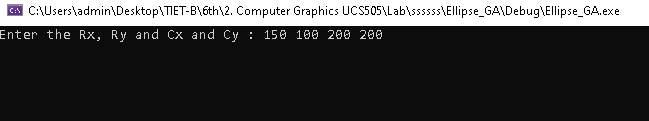 C:\Users\admin\Desktop\TIET-B\6th\2. Computer Graphics UCS505\Lab\ssssss\Ellipse_GA\Debug\Ellipse_GA.exe
Enter the Rx, Ry and Cx and Cy : 150 100 200 200